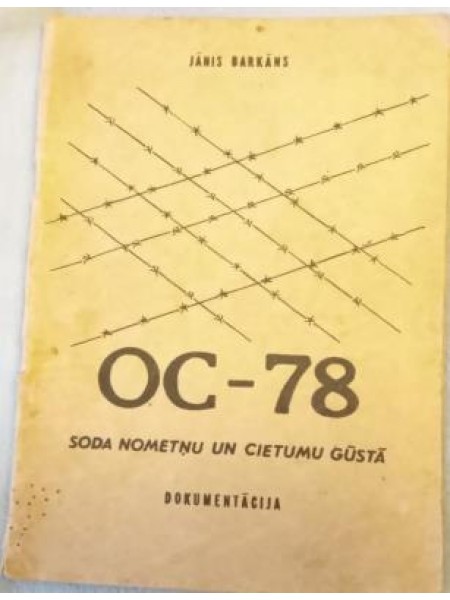 JĀNIS BARKĀNS
OC-78
SODA NOMETŅU UN CIETUMU GŪSTĀ
DOKUMENTĀCIJA